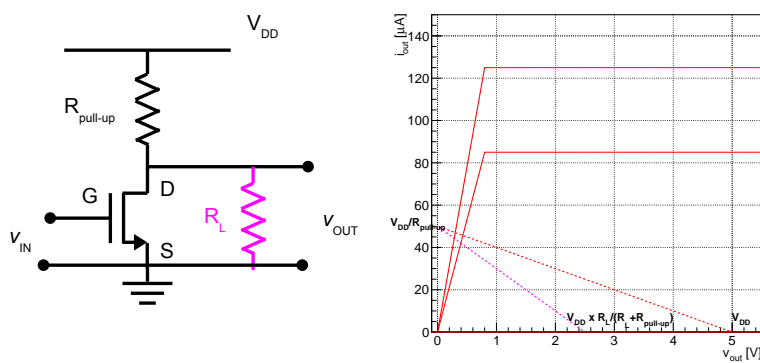 V_DD
R_pull-up
G
D
R_L
v_OUT
v_IN
S
i_out [µA]
140
120
100
80
60
V_DD/R_pull-up
40
20
0
V_DD x R_L/(R_L+R_pull-up)
V_DD
0 1 2 3 4 5
v_out [V]